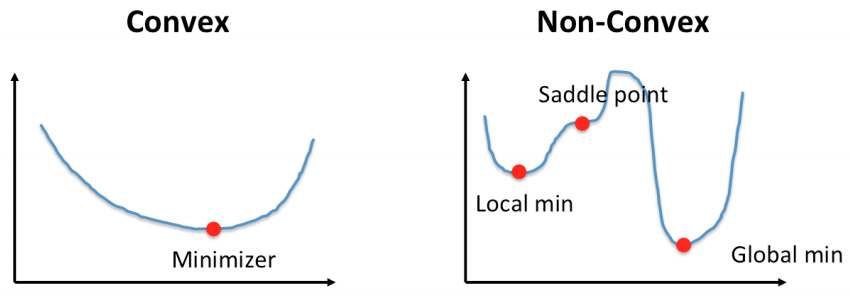 Convex
Minimizer
Non-Convex
Saddle point
Local min
Global min